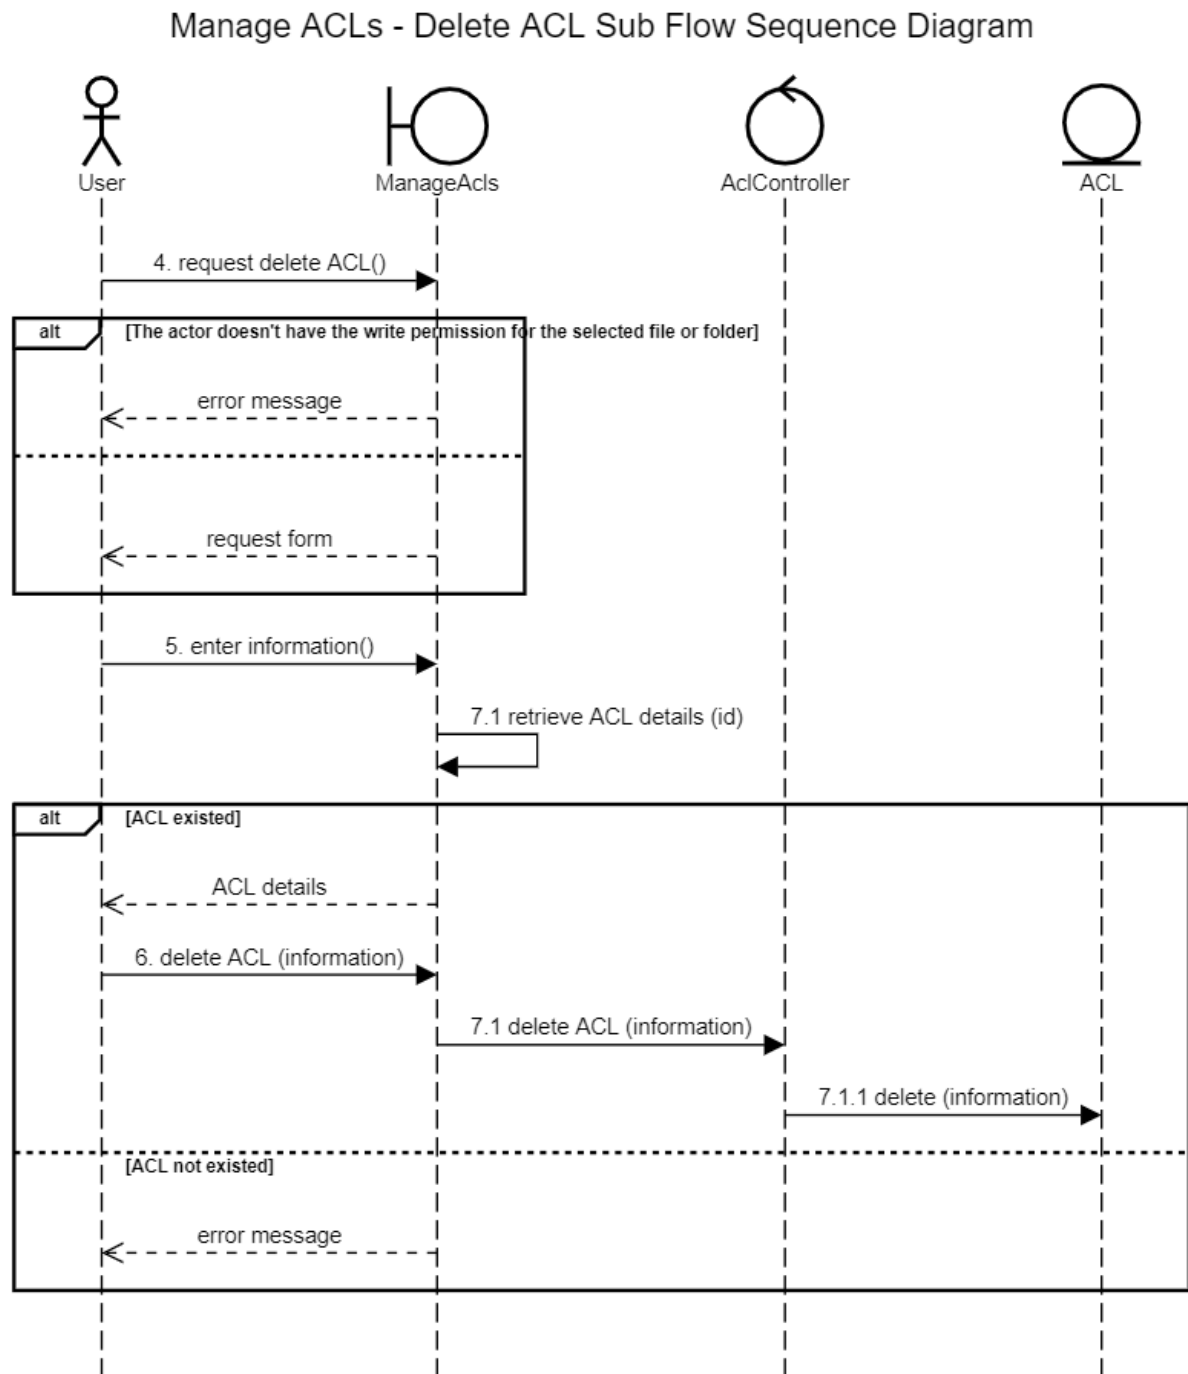 Manage ACLs - Delete ACL Sub Flow Sequence Diagram
User
ManageAcls
AclController
ACL
4. request delete ACL()
alt
[The actor doesn't have the write permission for the selected file or folder]
error message
request form
5. enter information()
7.1 retrieve ACL details (id)
alt
[ACL existed]
ACL details
6. delete ACL (information)
7.1 delete ACL (information)
7.1.1 delete (information)
[ACL not existed]
error message